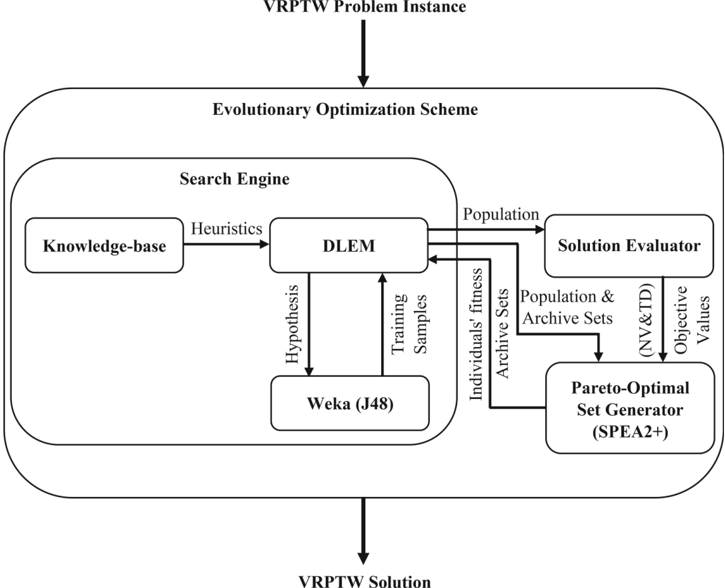 VRPTW Problem Instance
Evolutionary Optimization Scheme
Search Engine
Knowledge-base
Heuristics
DLEM
Population
Solution Evaluator
Hypothesis
Training
Samples
Individuals' fitness
Archive Sets
Population &
Archive Sets
(NV&TD)
Objective
Values
Weka (J48)
Pareto-Optimal
Set Generator
(SPEA2+)
VRPTW Solution